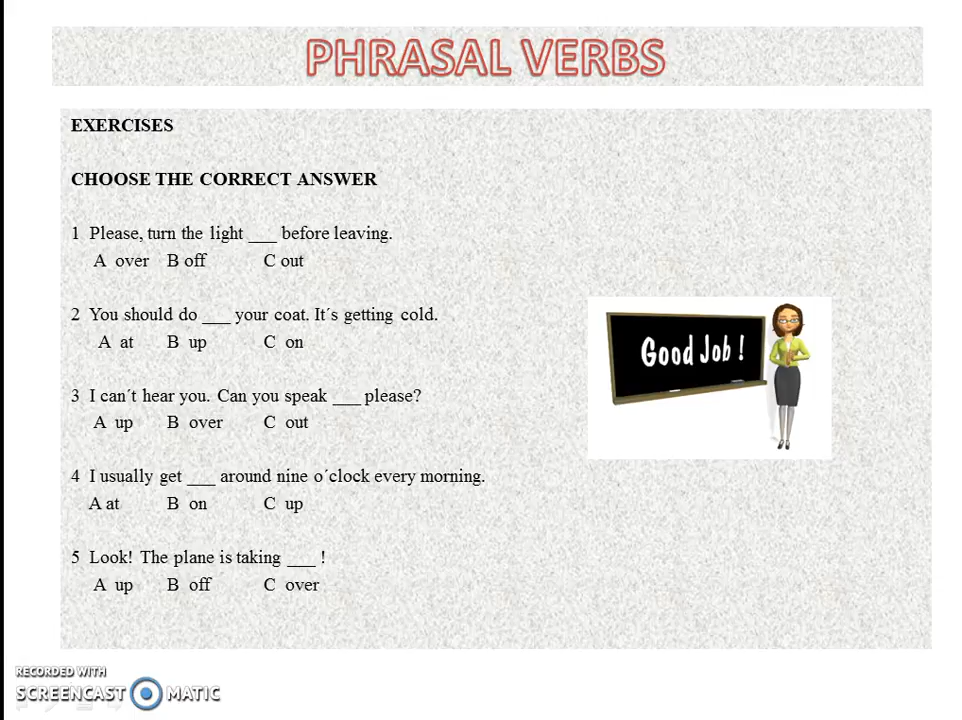 PHRASAL VERBS
EXERCISES
CHOOSE THE CORRECT ANSWER
1 Please, turn the light ___ before leaving.
A over B off C out
2 You should do ___ your coat. It´s getting cold.
A at B up C on
3 I can´t hear you. Can you speak ___ please?
A up B over C out
4 I usually get ___ around nine o´clock every morning.
A at B on C up
5 Look! The plane is taking ___ !
A up B off C over
Good Job !
RECORDED WITH
SCREENCAST MATIC